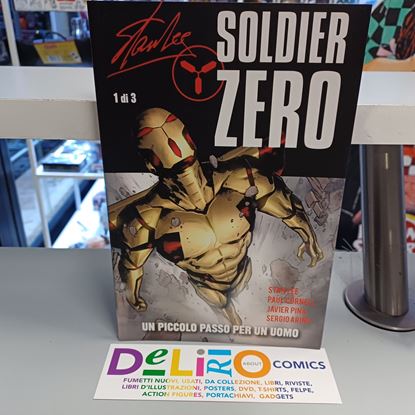 Stan Lee
SOLDIER
ZERO
1 di 3
STAN LEE
PAUL CORNELL
JAVIER PINA
SERGIO ARIÑO
UN PICCOLO PASSO PER UN UOMO
DeLiRiO ABOUT COMICS
FUMETTI NUOVI, USATI, DA COLLEZIONE, LIBRI, RIVISTE,
LIBRI D'ILLUSTRAZIONI, POSTERS, DVD, T SHIRTS, FELPE,
ACTION FIGURES, PORTACHIAVI, GADGETS